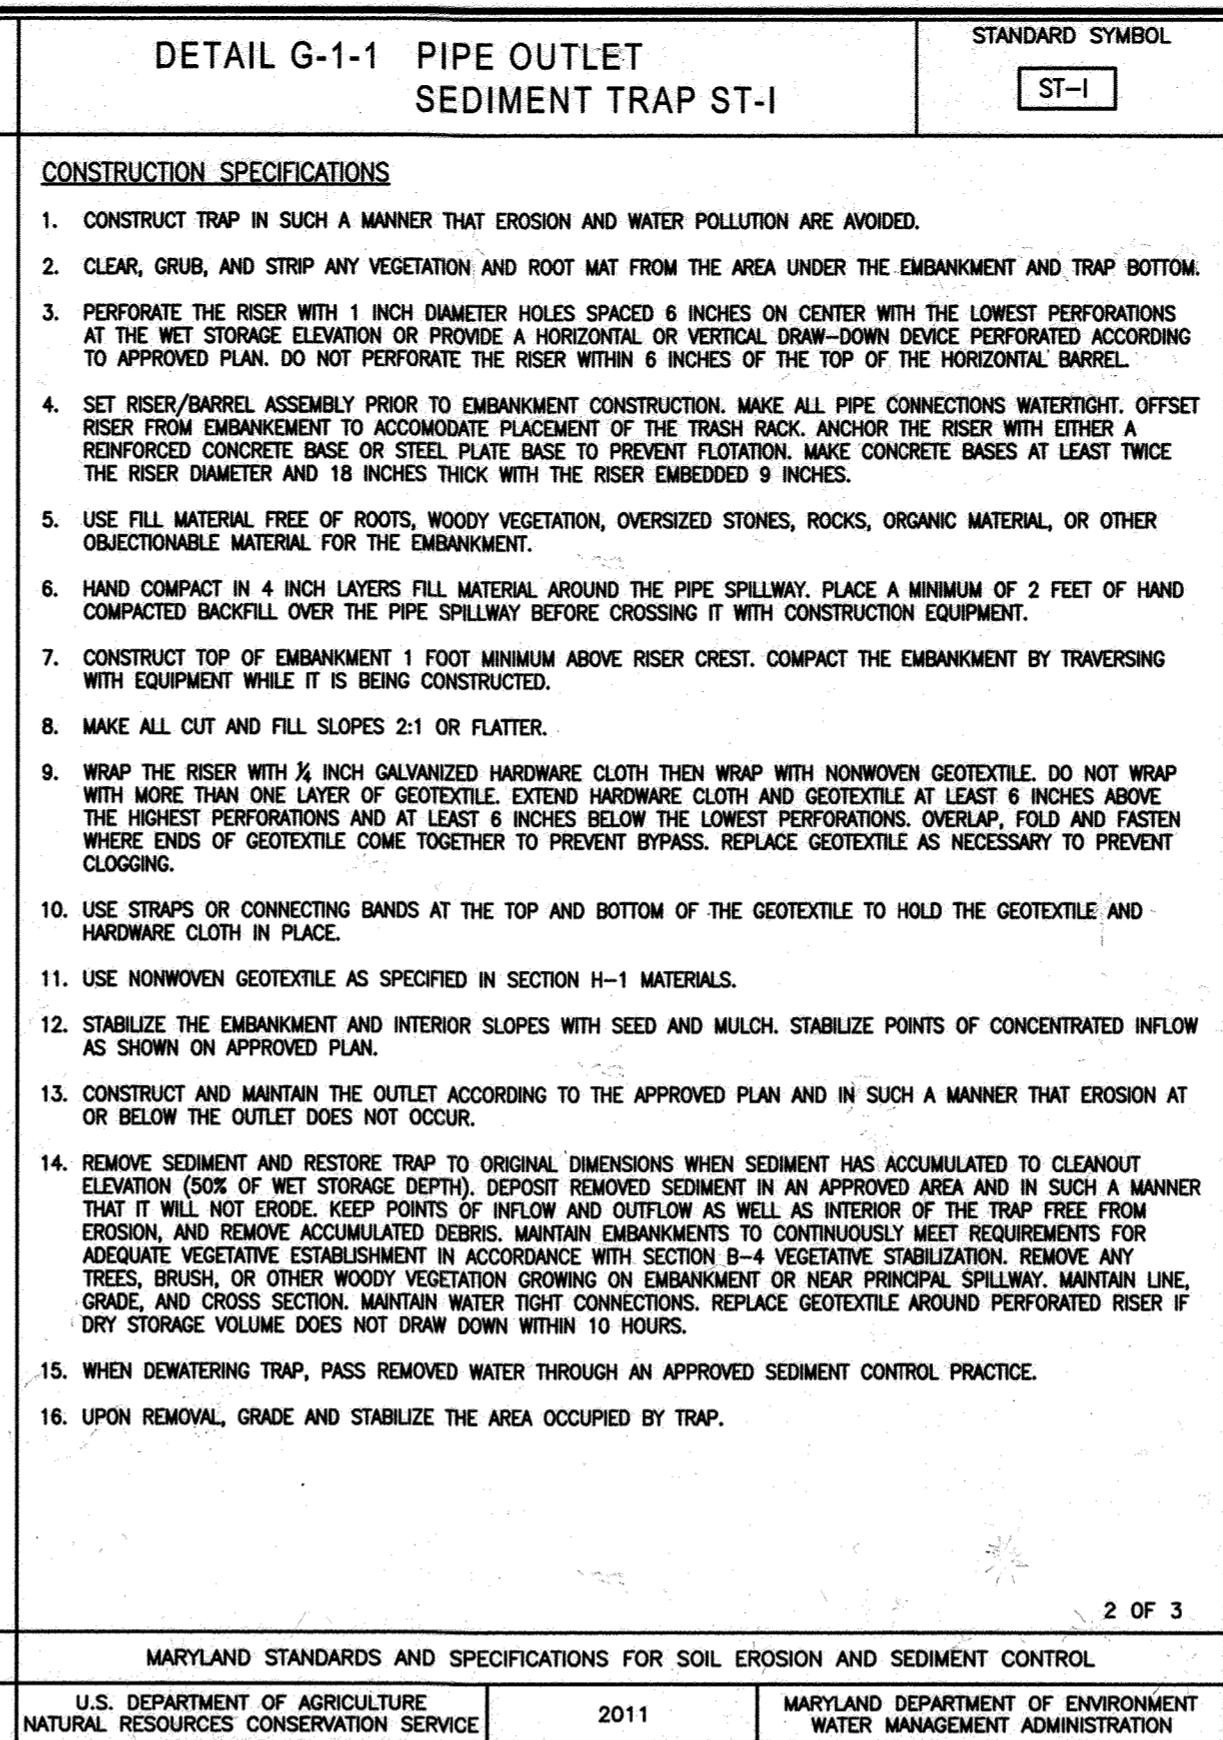 DETAIL G-1-1 PIPE OUTLET
SEDIMENT TRAP ST-I
STANDARD SYMBOL
ST-I
CONSTRUCTION SPECIFICATIONS
1. CONSTRUCT TRAP IN SUCH A MANNER THAT EROSION AND WATER POLLUTION ARE AVOIDED.
2. CLEAR, GRUB, AND STRIP ANY VEGETATION AND ROOT MAT FROM THE AREA UNDER THE EMBANKMENT AND TRAP BOTTOM.
3. PERFORATE THE RISER WITH 1 INCH DIAMETER HOLES SPACED 6 INCHES ON CENTER WITH THE LOWEST PERFORATIONS
AT THE WET STORAGE ELEVATION OR PROVIDE A HORIZONTAL OR VERTICAL DRAW-DOWN DEVICE PERFORATED ACCORDING
TO APPROVED PLAN. DO NOT PERFORATE THE RISER WITHIN 6 INCHES OF THE TOP OF THE HORIZONTAL BARREL.
4. SET RISER/BARREL ASSEMBLY PRIOR TO EMBANKMENT CONSTRUCTION. MAKE ALL PIPE CONNECTIONS WATERTIGHT. OFFSET
RISER FROM EMBANKEMENT TO ACCOMODATE PLACEMENT OF THE TRASH RACK. ANCHOR THE RISER WITH EITHER A
REINFORCED CONCRETE BASE OR STEEL PLATE BASE TO PREVENT FLOTATION. MAKE CONCRETE BASES AT LEAST TWICE
THE RISER DIAMETER AND 18 INCHES THICK WITH THE RISER EMBEDDED 9 INCHES.
5. USE FILL MATERIAL FREE OF ROOTS, WOODY VEGETATION, OVERSIZED STONES, ROCKS, ORGANIC MATERIAL, OR OTHER
OBJECTIONABLE MATERIAL FOR THE EMBANKMENT.
6. HAND COMPACT IN 4 INCH LAYERS FILL MATERIAL AROUND THE PIPE SPILLWAY. PLACE A MINIMUM OF 2 FEET OF HAND
COMPACTED BACKFILL OVER THE PIPE SPILLWAY BEFORE CROSSING IT WITH CONSTRUCTION EQUIPMENT.
7. CONSTRUCT TOP OF EMBANKMENT 1 FOOT MINIMUM ABOVE RISER CREST. COMPACT THE EMBANKMENT BY TRAVERSING
WITH EQUIPMENT WHILE IT IS BEING CONSTRUCTED.
8. MAKE ALL CUT AND FILL SLOPES 2:1 OR FLATTER.
9. WRAP THE RISER WITH ¼ INCH GALVANIZED HARDWARE CLOTH THEN WRAP WITH NONWOVEN GEOTEXTILE. DO NOT WRAP
WITH MORE THAN ONE LAYER OF GEOTEXTILE. EXTEND HARDWARE CLOTH AND GEOTEXTILE AT LEAST 6 INCHES ABOVE
THE HIGHEST PERFORATIONS AND AT LEAST 6 INCHES BELOW THE LOWEST PERFORATIONS. OVERLAP, FOLD AND FASTEN
WHERE ENDS OF GEOTEXTILE COME TOGETHER TO PREVENT BYPASS. REPLACE GEOTEXTILE AS NECESSARY TO PREVENT
CLOGGING.
10. USE STRAPS OR CONNECTING BANDS AT THE TOP AND BOTTOM OF THE GEOTEXTILE TO HOLD THE GEOTEXTILE AND
HARDWARE CLOTH IN PLACE.
11. USE NONWOVEN GEOTEXTILE AS SPECIFIED IN SECTION H-1 MATERIALS.
12. STABILIZE THE EMBANKMENT AND INTERIOR SLOPES WITH SEED AND MULCH. STABILIZE POINTS OF CONCENTRATED INFLOW
AS SHOWN ON APPROVED PLAN.
13. CONSTRUCT AND MAINTAIN THE OUTLET ACCORDING TO THE APPROVED PLAN AND IN SUCH A MANNER THAT EROSION AT
OR BELOW THE OUTLET DOES NOT OCCUR.
14. REMOVE SEDIMENT AND RESTORE TRAP TO ORIGINAL DIMENSIONS WHEN SEDIMENT HAS ACCUMULATED TO CLEANOUT
ELEVATION (50% OF WET STORAGE DEPTH). DEPOSIT REMOVED SEDIMENT IN AN APPROVED AREA AND IN SUCH A MANNER
THAT IT WILL NOT ERODE. KEEP POINTS OF INFLOW AND OUTFLOW AS WELL AS INTERIOR OF THE TRAP FREE FROM
EROSION, AND REMOVE ACCUMULATED DEBRIS. MAINTAIN EMBANKMENTS TO CONTINUOUSLY MEET REQUIREMENTS FOR
ADEQUATE VEGETATIVE ESTABLISHMENT IN ACCORDANCE WITH SECTION B-4 VEGETATIVE STABILIZATION. REMOVE ANY
TREES, BRUSH, OR OTHER WOODY VEGETATION GROWING ON EMBANKMENT OR NEAR PRINCIPAL SPILLWAY. MAINTAIN LINE,
GRADE, AND CROSS SECTION. MAINTAIN WATER TIGHT CONNECTIONS. REPLACE GEOTEXTILE AROUND PERFORATED RISER IF
DRY STORAGE VOLUME DOES NOT DRAW DOWN WITHIN 10 HOURS.
15. WHEN DEWATERING TRAP, PASS REMOVED WATER THROUGH AN APPROVED SEDIMENT CONTROL PRACTICE.
16. UPON REMOVAL, GRADE AND STABILIZE THE AREA OCCUPIED BY TRAP.
2 OF 3
MARYLAND STANDARDS AND SPECIFICATIONS FOR SOIL EROSION AND SEDIMENT CONTROL
U.S. DEPARTMENT OF AGRICULTURE
NATURAL RESOURCES CONSERVATION SERVICE
2011
MARYLAND DEPARTMENT OF ENVIRONMENT
WATER MANAGEMENT ADMINISTRATION